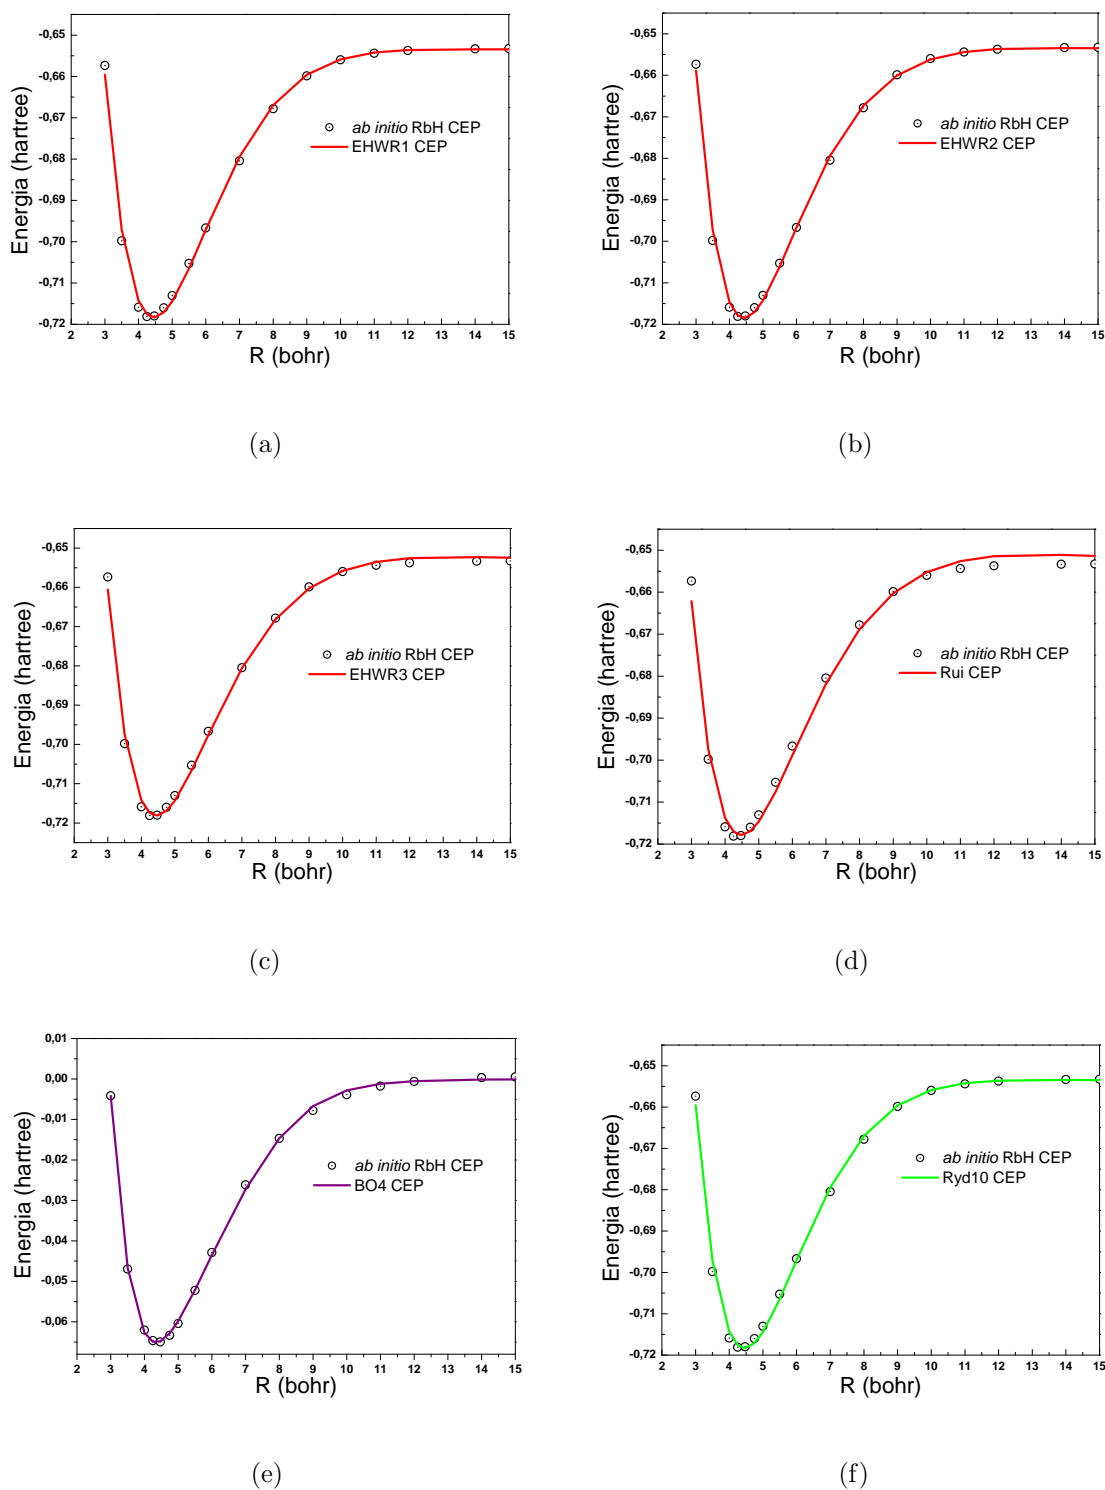 -0,65
-0,66
-0,67
-0,68
-0,69
-0,70
-0,71
-0,72
2 3 4 5 6 7 8 9 10 11 12 13 14 15
Energia (hartree)
R (bohr)
ab initio RbH CEP
EHWR1 CEP
(a)
-0,65
-0,66
-0,67
-0,68
-0,69
-0,70
-0,71
-0,72
2 3 4 5 6 7 8 9 10 11 12 13 14 15
Energia (hartree)
R (bohr)
ab initio RbH CEP
EHWR2 CEP
(b)
-0,65
-0,66
-0,67
-0,68
-0,69
-0,70
-0,71
-0,72
2 3 4 5 6 7 8 9 10 11 12 13 14 15
Energia (hartree)
R (bohr)
ab initio RbH CEP
EHWR3 CEP
(c)
-0,65
-0,66
-0,67
-0,68
-0,69
-0,70
-0,71
-0,72
2 3 4 5 6 7 8 9 10 11 12 13 14 15
Energia (hartree)
R (bohr)
ab initio RbH CEP
Rui CEP
(d)
0,01
0,00
-0,01
-0,02
-0,03
-0,04
-0,05
-0,06
2 3 4 5 6 7 8 9 10 11 12 13 14 15
Energia (hartree)
R (bohr)
ab initio RbH CEP
BO4 CEP
(e)
-0,65
-0,66
-0,67
-0,68
-0,69
-0,70
-0,71
-0,72
2 3 4 5 6 7 8 9 10 11 12 13 14 15
Energia (hartree)
R (bohr)
ab initio RbH CEP
Ryd10 CEP
(f)